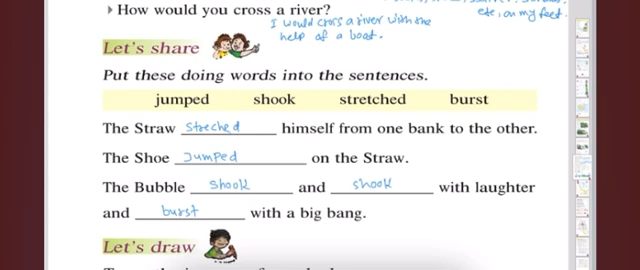 How would you cross a river?
etc, on my feet.
I would cross a river with the
help of a boat.
Let's share
Put these doing words into the sentences.
jumped shook stretched burst
The Straw streched himself from one bank to the other.
The Shoe Jumped on the Straw.
The Bubble shook and shook with laughter
and burst with a big bang.
Let's draw